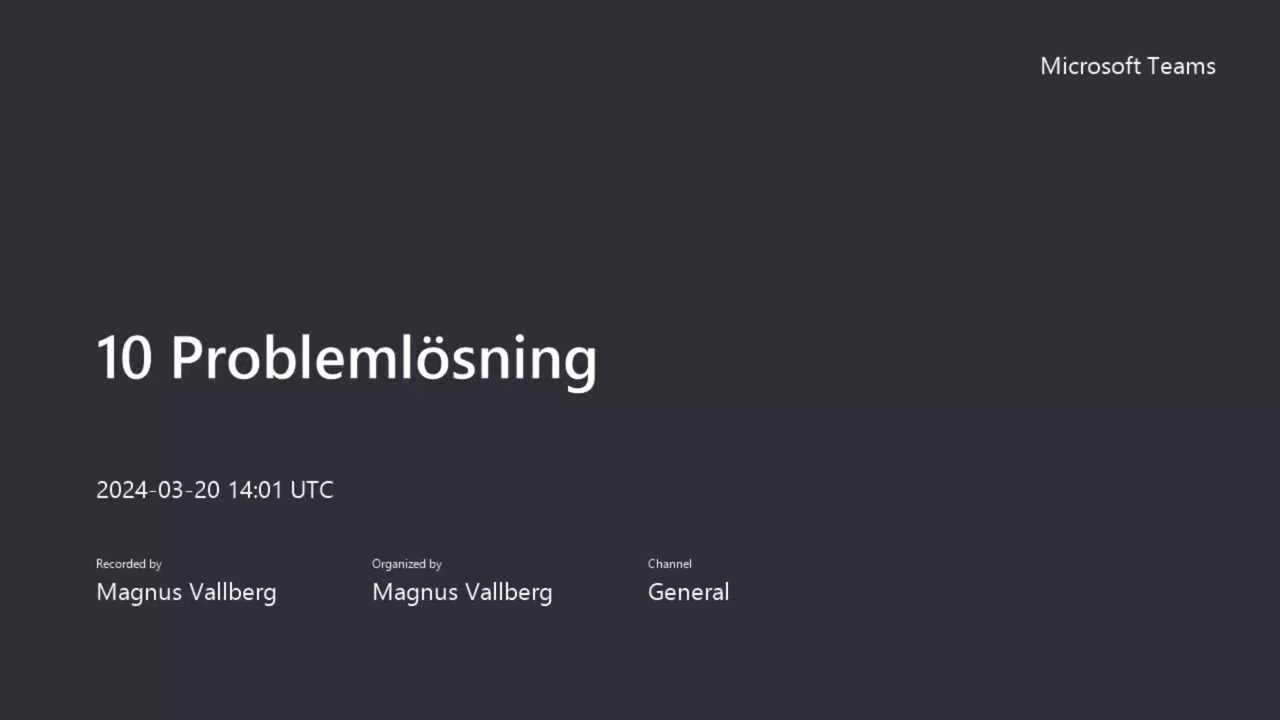 Microsoft Teams
10 Problemlösning
2024-03-20 14:01 UTC
Recorded by
Magnus Vallberg
Organized by
Magnus Vallberg
Channel
General